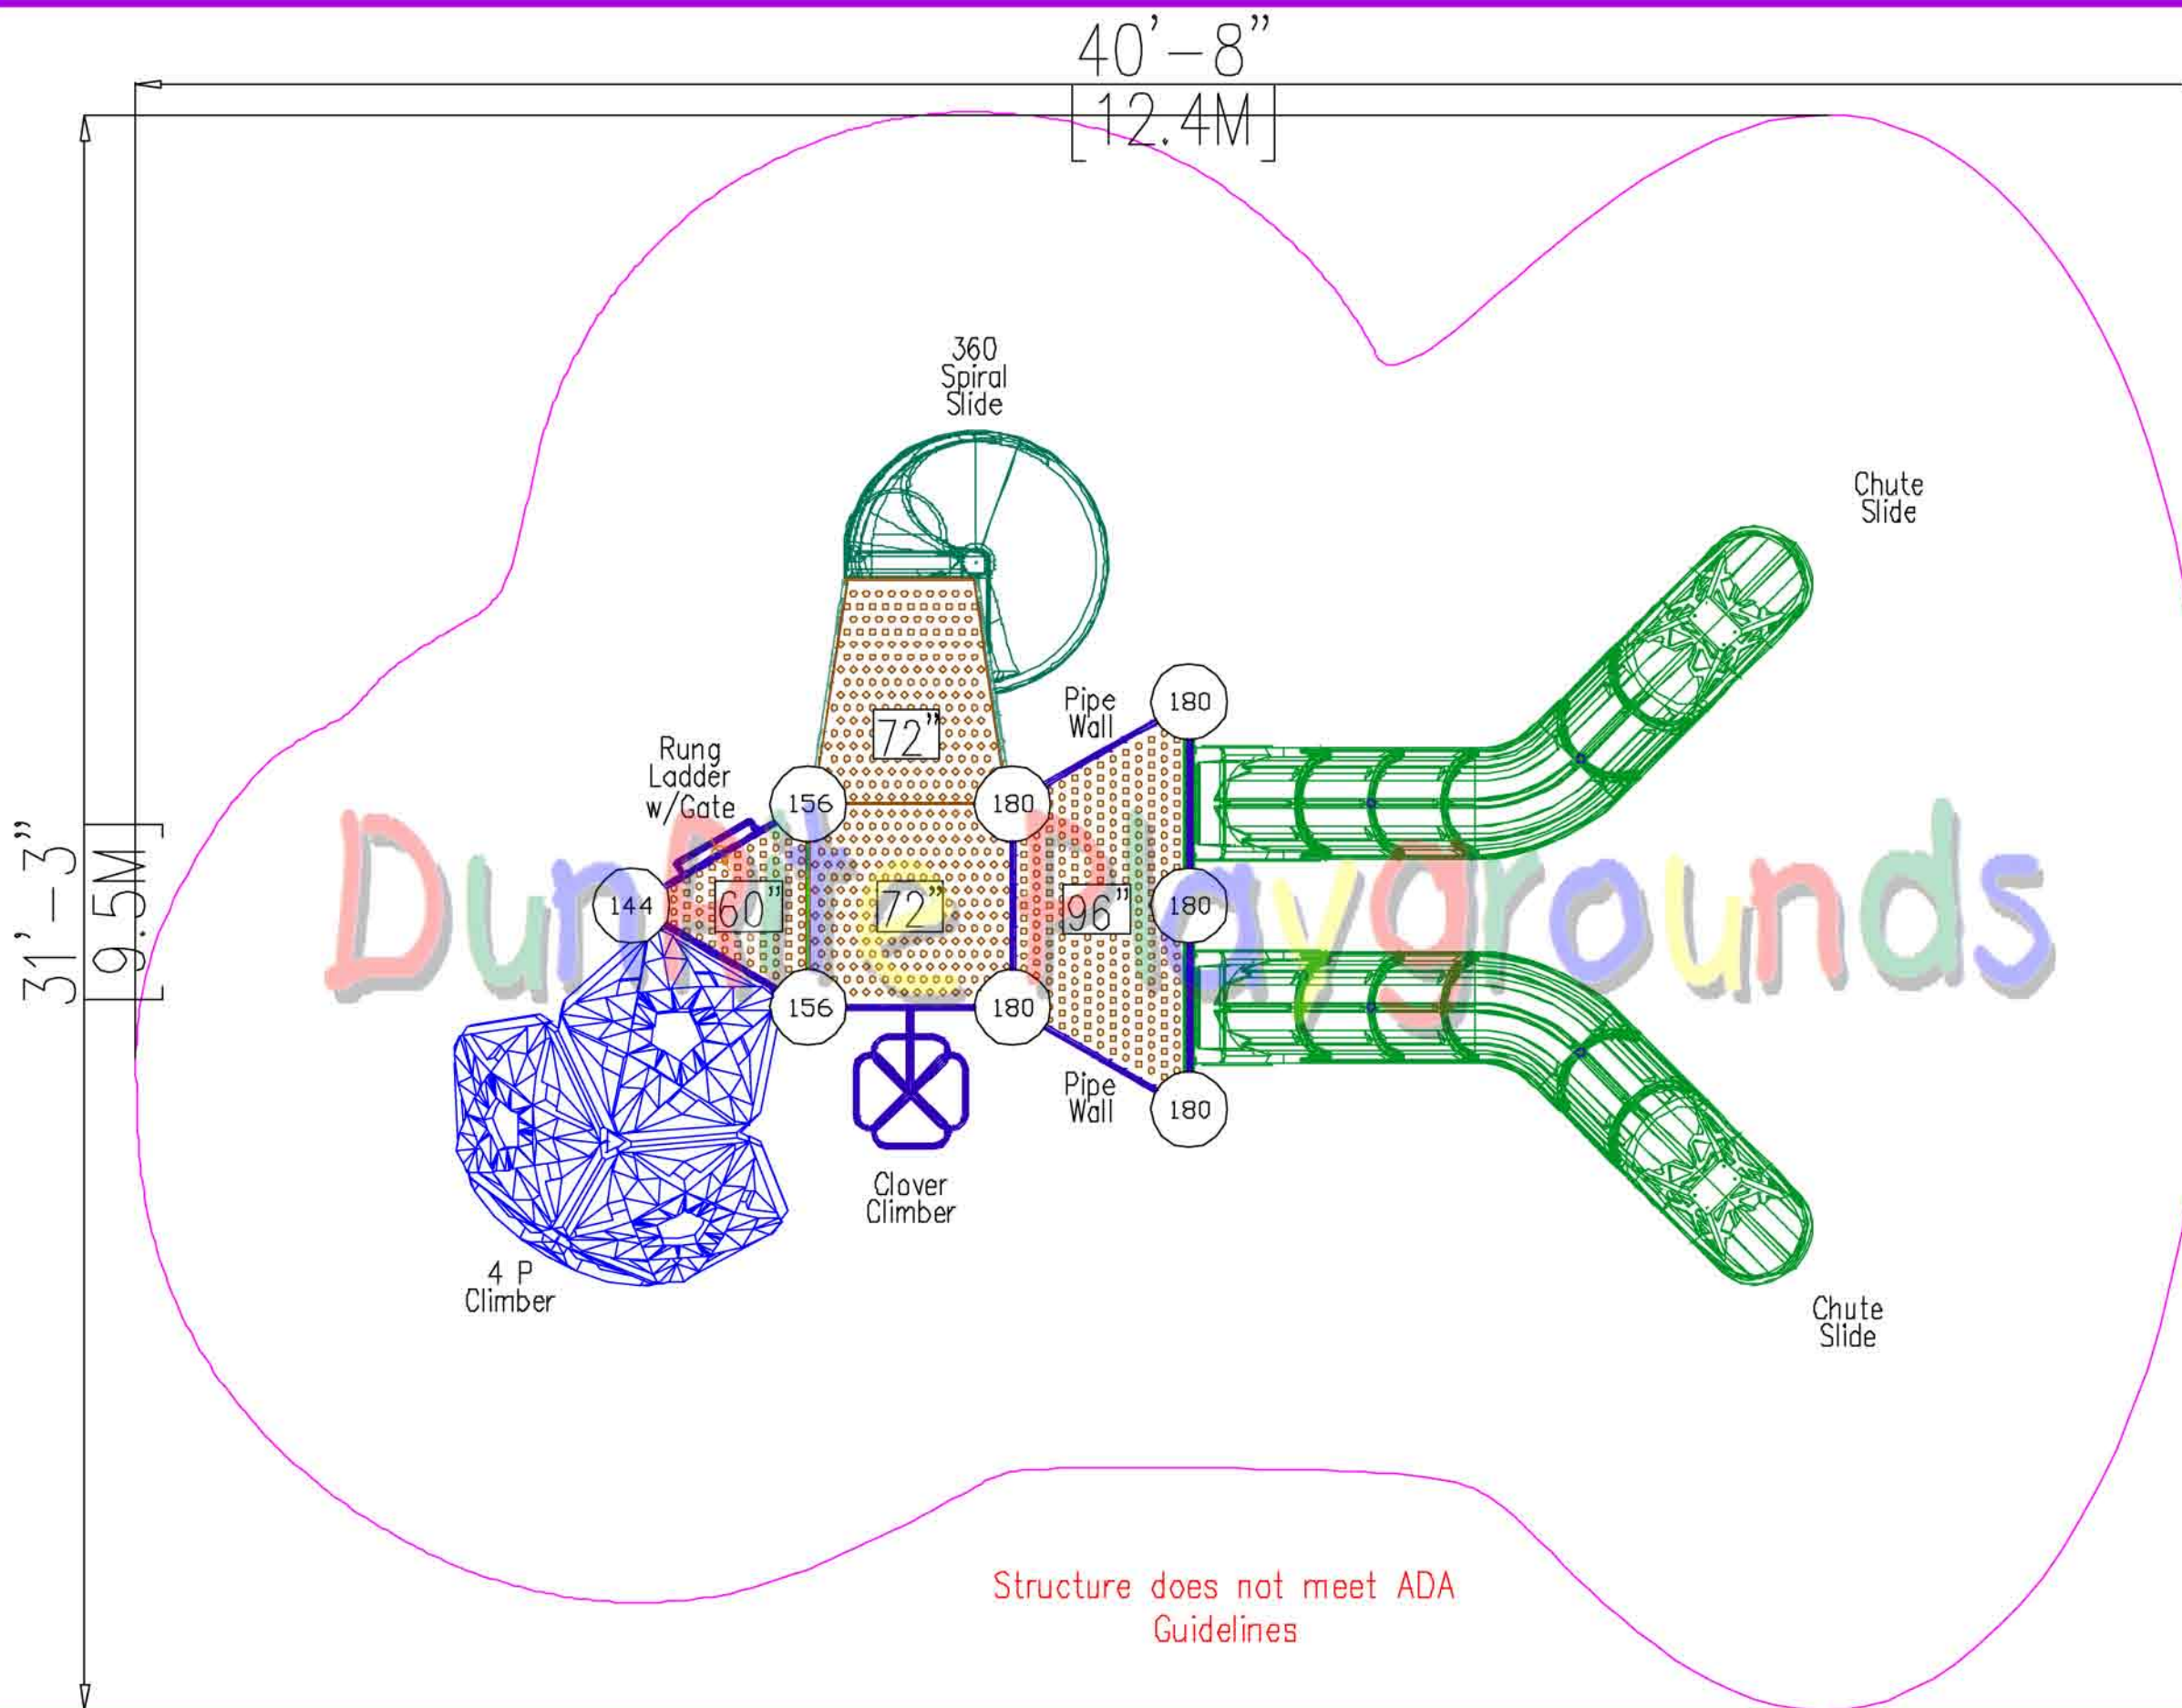 40'-8"
[12.4M]
360
Spiral
Slide
Chute
Slide
Pipe
Wall
180
72"
Rung
Ladder
w/Gate
156
180
31'-3"
[9.5M]
DunRite Playgrounds
144
60"
72"
96"
180
156
180
Pipe
Wall
180
Clover
Climber
4 P
Climber
Chute
Slide
Structure does not meet ADA
Guidelines